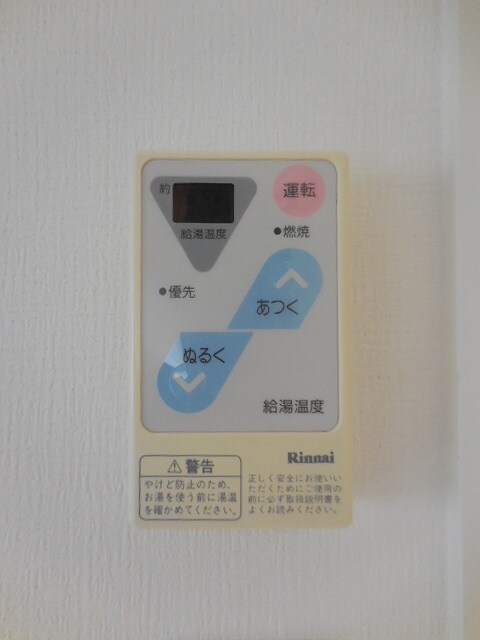 約
運転
給湯温度
●燃焼
●優先
あつく
ぬるく
給湯温度
Rinnai
⚠警告
やけど防止のため、
お湯を使う前に湯温
を確かめてください。
正しく安全にお使いい
ただくためにご使用の
前に必ず取扱説明書を
よくお読みください。